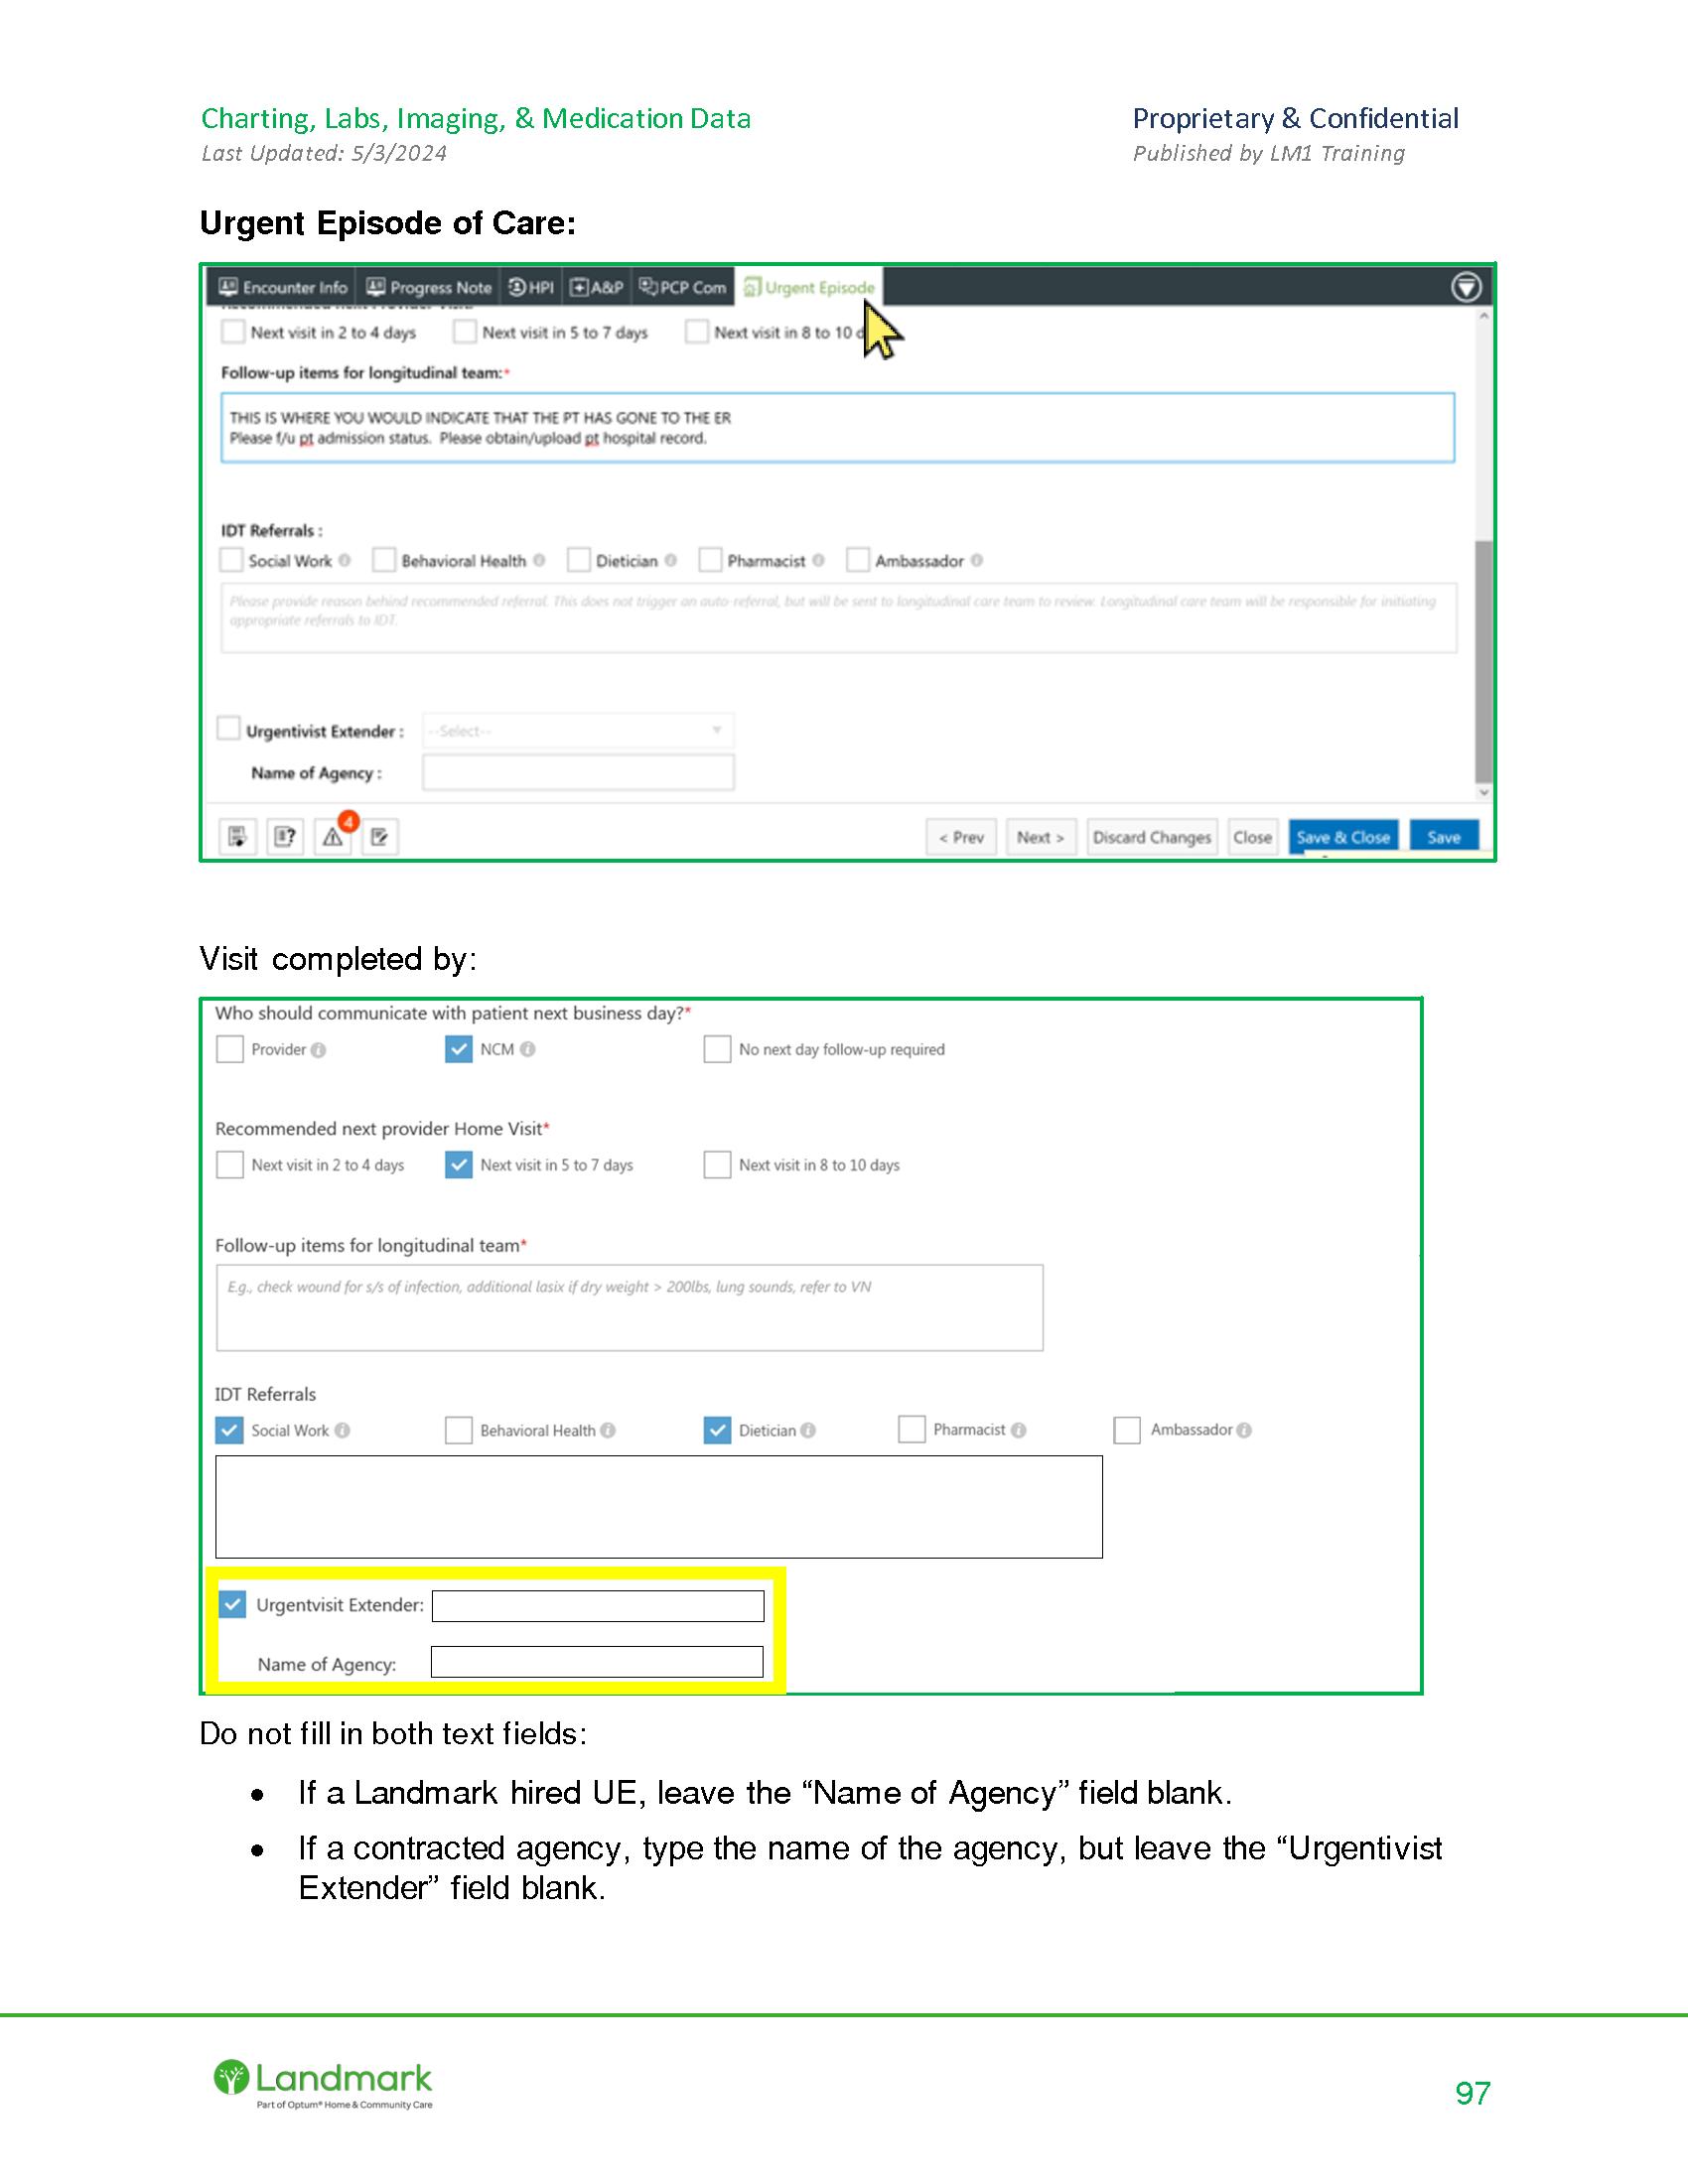 Charting, Labs, Imaging, & Medication Data
Proprietary & Confidential
Last Updated: 5/3/2024
Published by LM1 Training
Urgent Episode of Care:
Encounter Info Progress Note HPI A&P PCP Com Urgent Episode
Next visit in 2 to 4 days Next visit in 5 to 7 days Next visit in 8 to 10 d
Follow-up items for longitudinal team:*
THIS IS WHERE YOU WOULD INDICATE THAT THE PT HAS GONE TO THE ER
Please f/u pt admission status. Please obtain/upload pt hospital record.
IDT Referrals :
Social Work Behavioral Health Dietician Pharmacist Ambassador
Please provide reason behind recommended referral. This does not trigger an auto-referral, but will be sent to longitudinal care team to review. Longitudinal care team will be responsible for initiating
appropriate referrals to IDT.
Urgentivist Extender : --Select--
Name of Agency :
4
< Prev Next > Discard Changes Close Save & Close Save
Visit completed by:
Who should communicate with patient next business day?*
Provider NCM No next day follow-up required
Recommended next provider Home Visit*
Next visit in 2 to 4 days Next visit in 5 to 7 days Next visit in 8 to 10 days
Follow-up items for longitudinal team*
E.g., check wound for s/s of infection, additional lasix if dry weight > 200lbs, lung sounds, refer to VN
IDT Referrals
Social Work Behavioral Health Dietician Pharmacist Ambassador
Urgentvisit Extender:
Name of Agency:
Do not fill in both text fields:
• If a Landmark hired UE, leave the “Name of Agency” field blank.
• If a contracted agency, type the name of the agency, but leave the “Urgentivist
Extender” field blank.
Landmark
Part of Optum® Home & Community Care
97